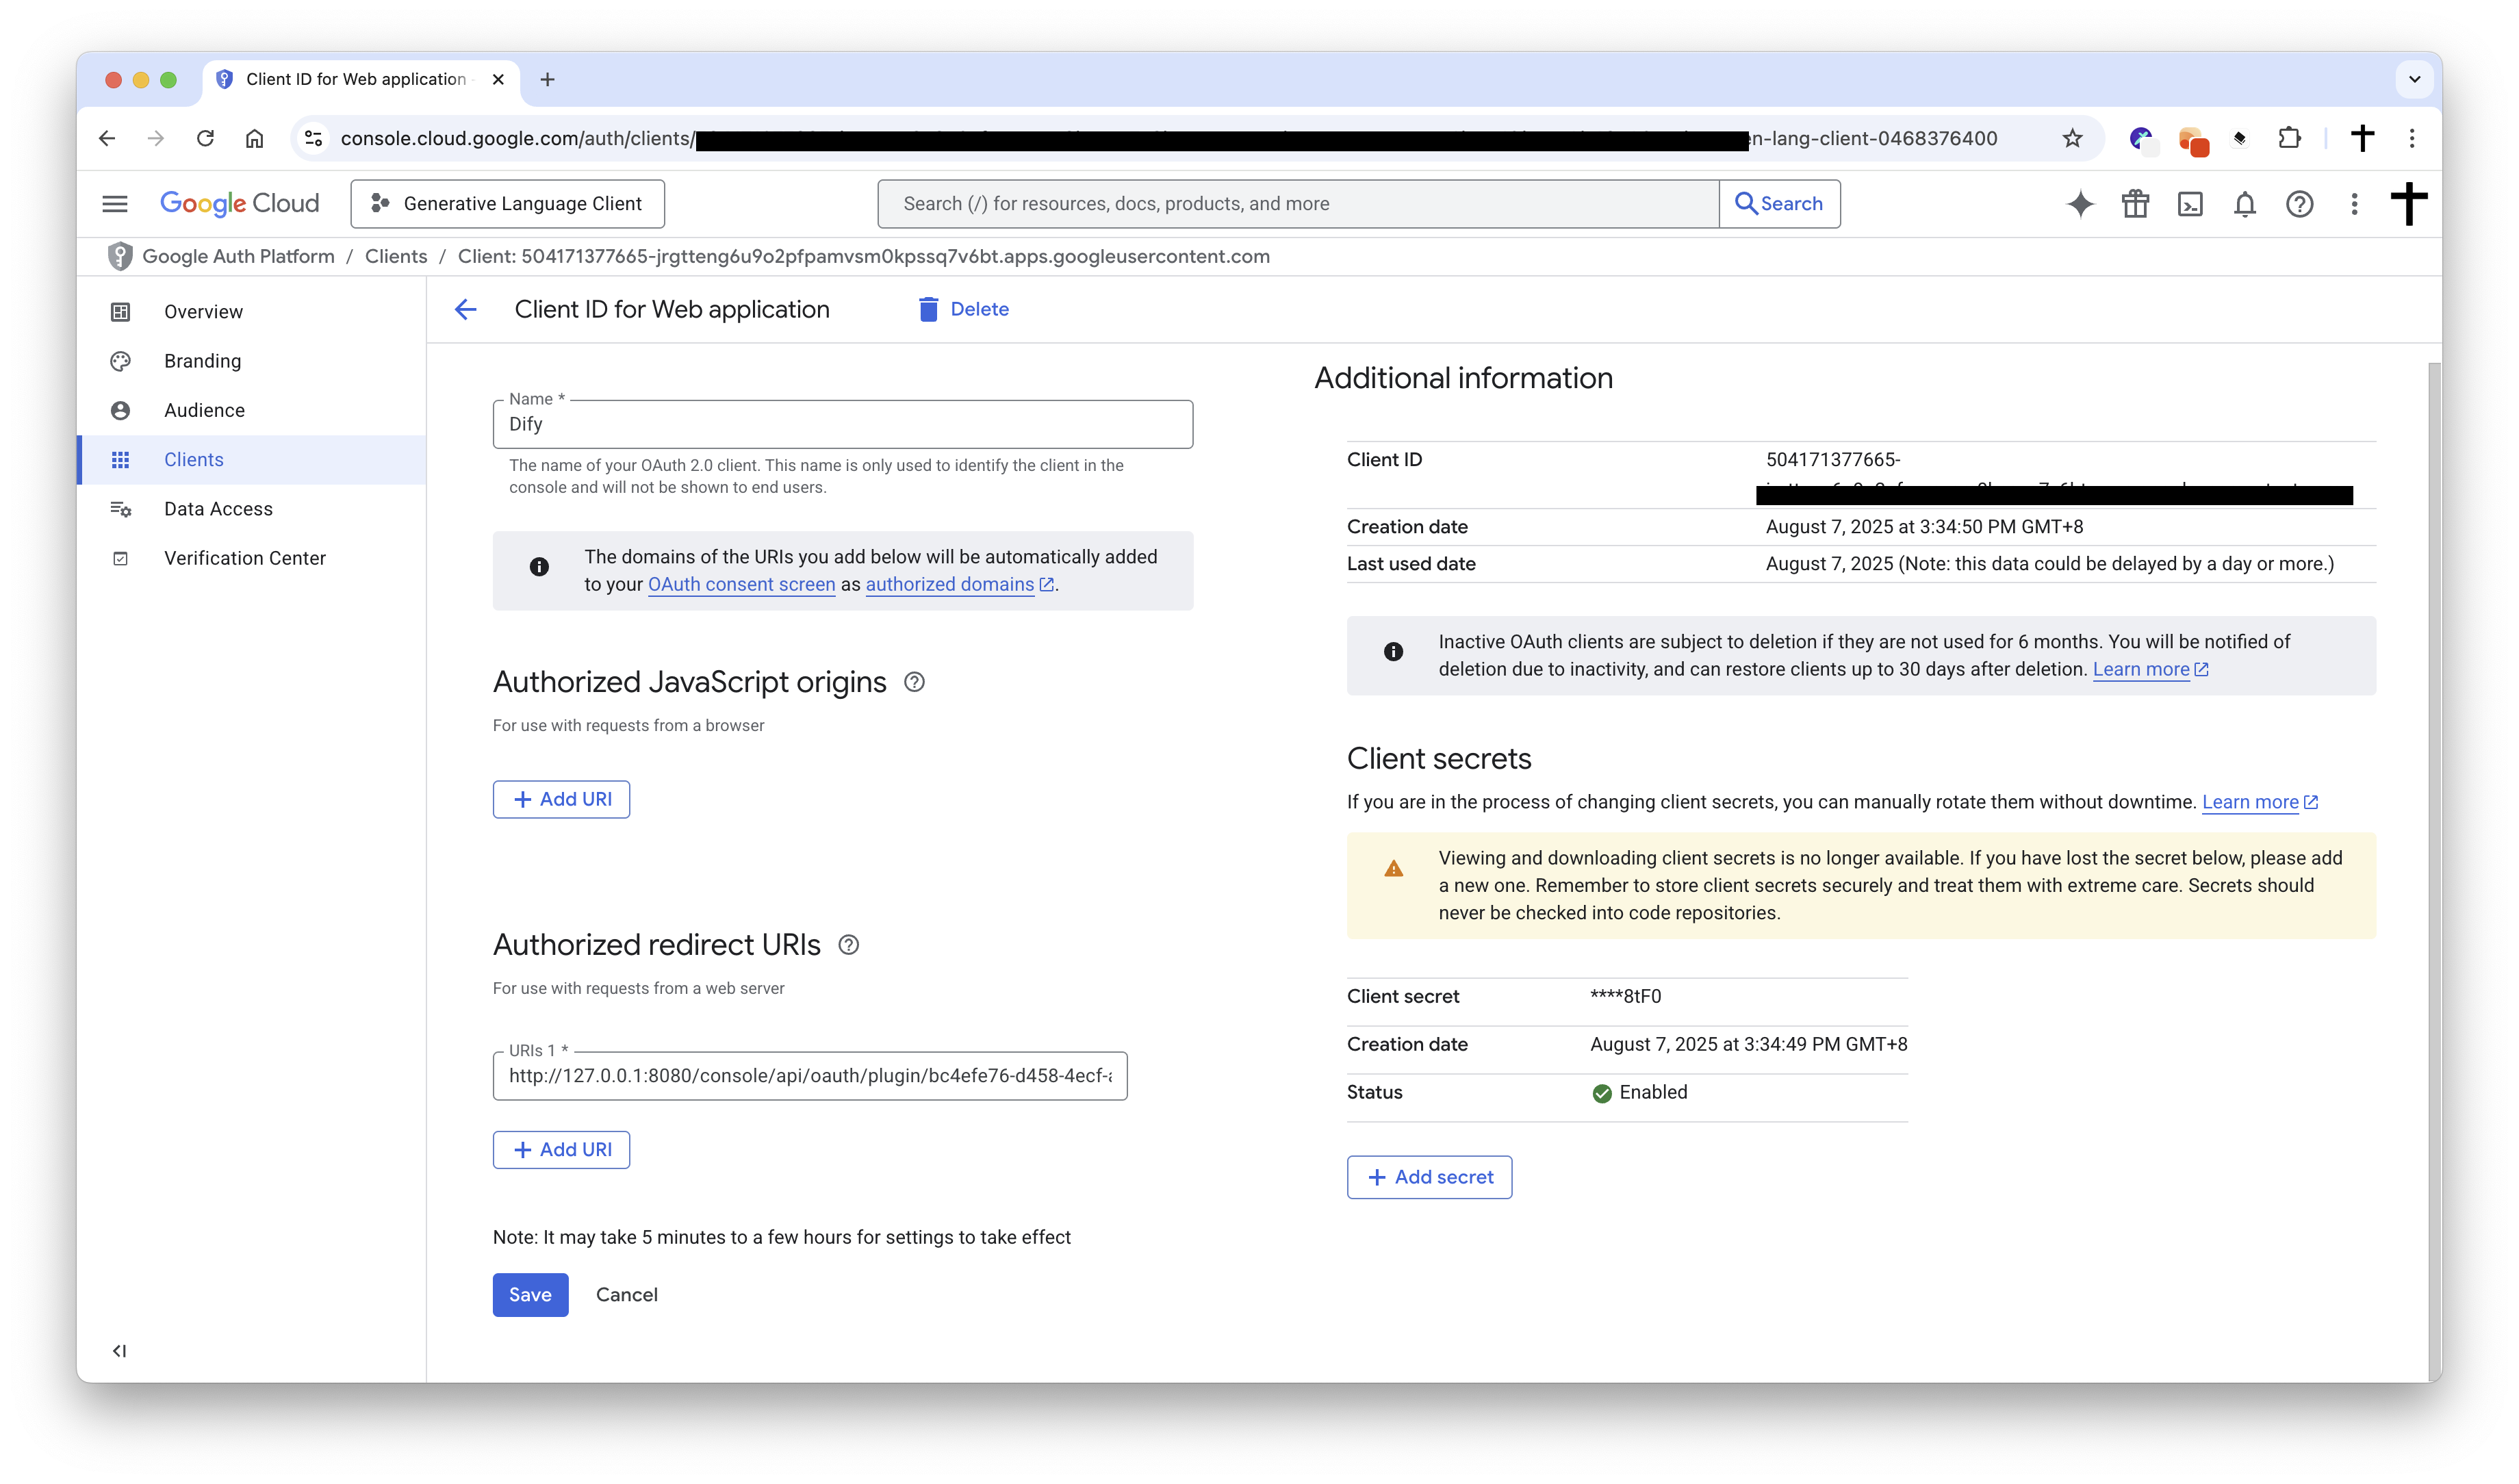 Client ID for Web application
console.cloud.google.com/auth/clients/
n-lang-client-0468376400
Google Cloud
Generative Language Client
Search (/) for resources, docs, products, and more
Search
Google Auth Platform / Clients / Client: 504171377665-jrgtteng6u9o2pfpamvsm0kpssq7v6bt.apps.googleusercontent.com
Overview
Branding
Audience
Clients
Data Access
Verification Center
Client ID for Web application
Delete
Name *
Dify
The name of your OAuth 2.0 client. This name is only used to identify the client in the
console and will not be shown to end users.
The domains of the URIs you add below will be automatically added
to your OAuth consent screen as authorized domains.
Authorized JavaScript origins
For use with requests from a browser
+ Add URI
Authorized redirect URIs
For use with requests from a web server
URIs 1 *
http://127.0.0.1:8080/console/api/oauth/plugin/bc4efe76-d458-4ecf-
+ Add URI
Note: It may take 5 minutes to a few hours for settings to take effect
Save
Cancel
Additional information
Client ID
504171377665-
Creation date
August 7, 2025 at 3:34:50 PM GMT+8
Last used date
August 7, 2025 (Note: this data could be delayed by a day or more.)
Inactive OAuth clients are subject to deletion if they are not used for 6 months. You will be notified of
deletion due to inactivity, and can restore clients up to 30 days after deletion. Learn more
Client secrets
If you are in the process of changing client secrets, you can manually rotate them without downtime. Learn more
Viewing and downloading client secrets is no longer available. If you have lost the secret below, please add
a new one. Remember to store client secrets securely and treat them with extreme care. Secrets should
never be checked into code repositories.
Client secret
****8tF0
Creation date
August 7, 2025 at 3:34:49 PM GMT+8
Status
Enabled
+ Add secret